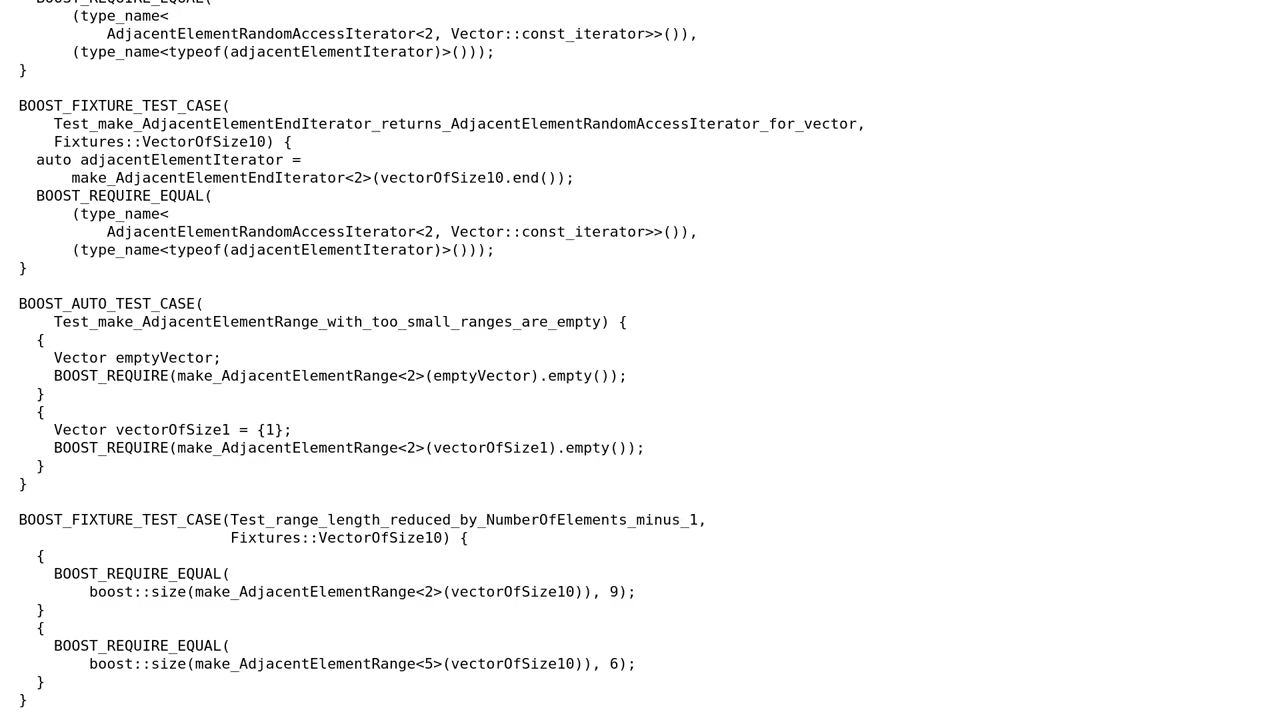 BOOST_REQUIRE_EQUAL(
(type_name<
AdjacentElementRandomAccessIterator<2, Vector::const_iterator>>()),
(type_name<typeof(adjacentElementIterator)>()));
}
BOOST_FIXTURE_TEST_CASE(
Test_make_AdjacentElementEndIterator_returns_AdjacentElementRandomAccessIterator_for_vector,
Fixtures::VectorOfSize10) {
auto adjacentElementIterator =
make_AdjacentElementEndIterator<2>(vectorOfSize10.end());
BOOST_REQUIRE_EQUAL(
(type_name<
AdjacentElementRandomAccessIterator<2, Vector::const_iterator>>()),
(type_name<typeof(adjacentElementIterator)>()));
}
BOOST_AUTO_TEST_CASE(
Test_make_AdjacentElementRange_with_too_small_ranges_are_empty) {
{
Vector emptyVector;
BOOST_REQUIRE(make_AdjacentElementRange<2>(emptyVector).empty());
}
{
Vector vectorOfSize1 = {1};
BOOST_REQUIRE(make_AdjacentElementRange<2>(vectorOfSize1).empty());
}
}
BOOST_FIXTURE_TEST_CASE(Test_range_length_reduced_by_NumberOfElements_minus_1,
Fixtures::VectorOfSize10) {
{
BOOST_REQUIRE_EQUAL(
boost::size(make_AdjacentElementRange<2>(vectorOfSize10)), 9);
}
{
BOOST_REQUIRE_EQUAL(
boost::size(make_AdjacentElementRange<5>(vectorOfSize10)), 6);
}
}